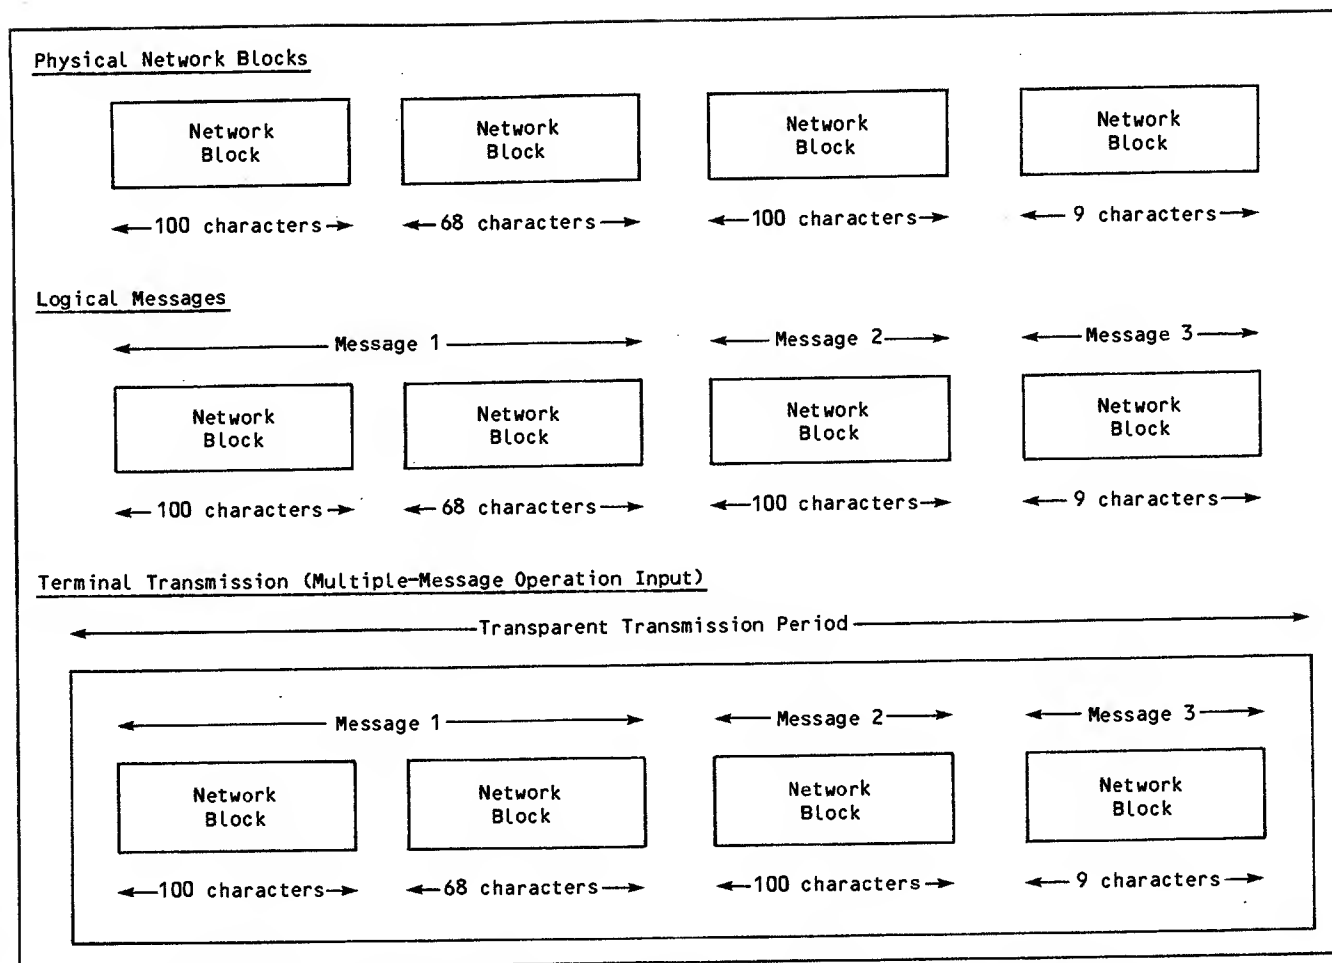 Physical Network Blocks
Network Block
Network Block
Network Block
Network Block
100 characters
68 characters
100 characters
9 characters
Logical Messages
Message 1
Message 2
Message 3
Network Block
Network Block
Network Block
Network Block
100 characters
68 characters
100 characters
9 characters
Terminal Transmission (Multiple-Message Operation Input)
Transparent Transmission Period
Message 1
Message 2
Message 3
Network Block
Network Block
Network Block
Network Block
100 characters
68 characters
100 characters
9 characters